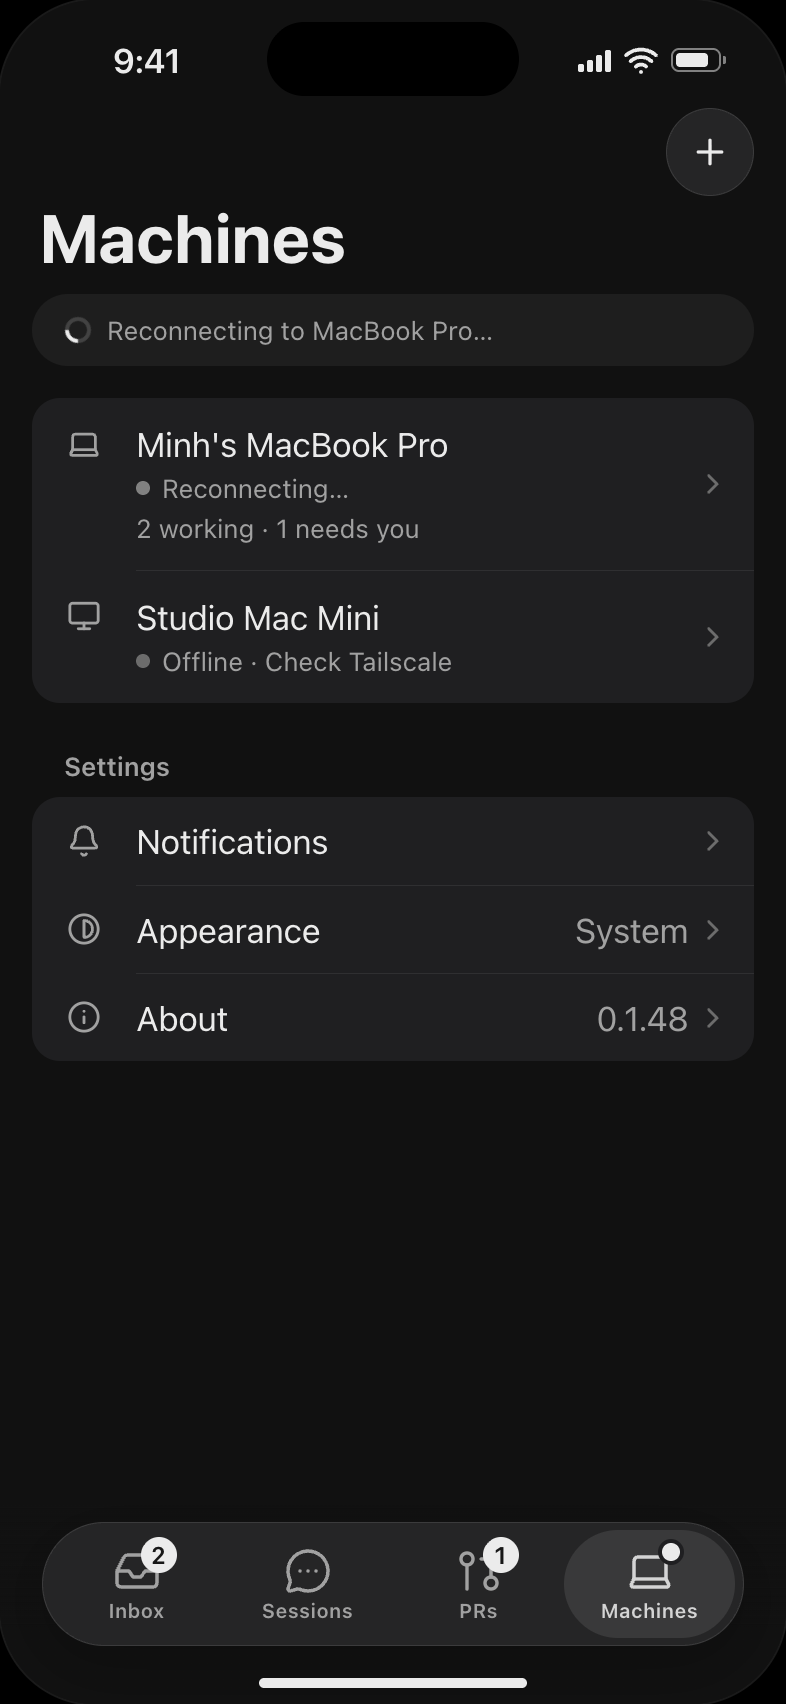 9:41
Machines
Reconnecting to MacBook Pro...
Minh's MacBook Pro
Reconnecting...
2 working · 1 needs you
Studio Mac Mini
Offline · Check Tailscale
Settings
Notifications
Appearance System
About 0.1.48
2 1
Inbox Sessions PRs Machines